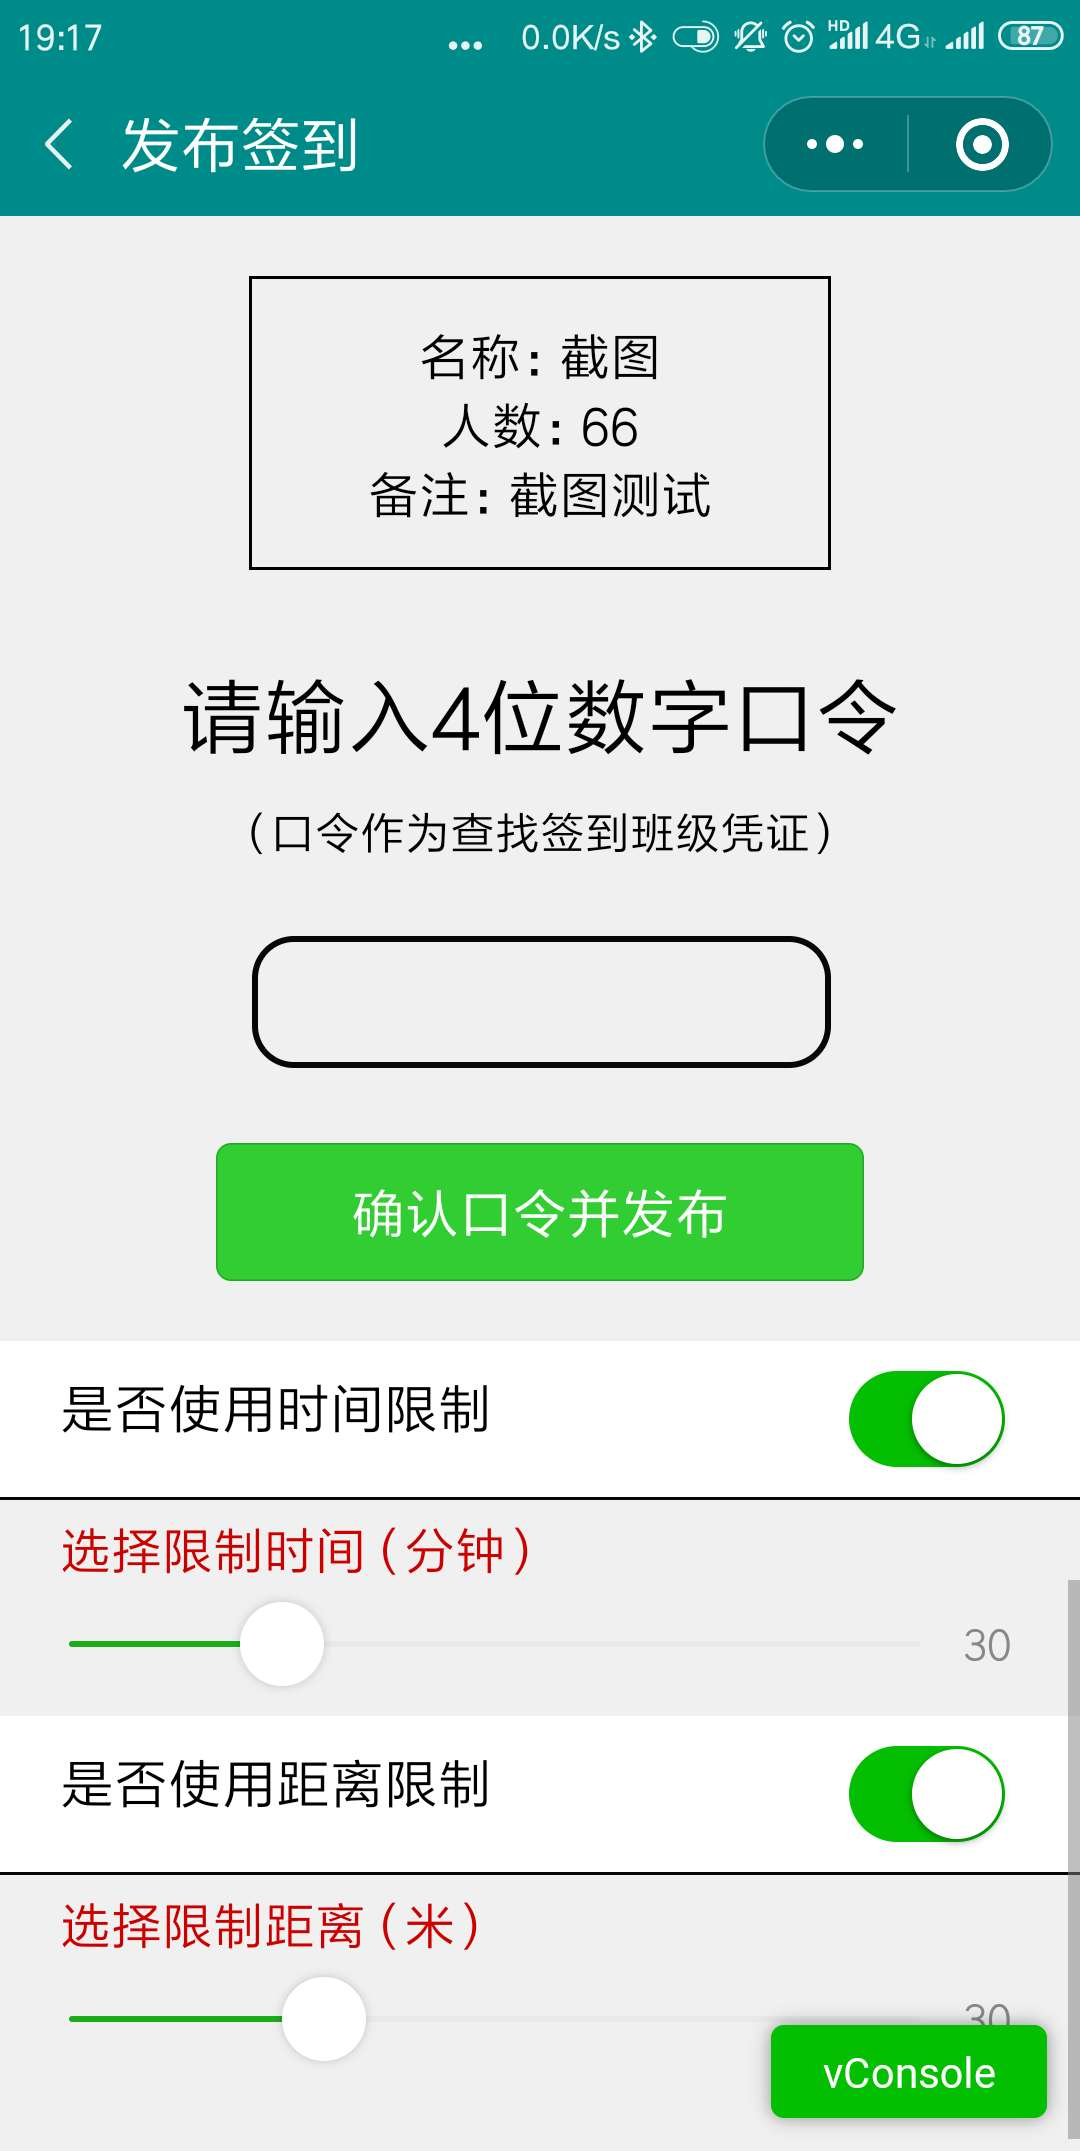 19:17
0.0K/s
HD
4G
87
发布签到
名称：截图
人数：66
备注：截图测试
请输入4位数字口令
（口令作为查找签到班级凭证）
确认口令并发布
是否使用时间限制
选择限制时间（分钟）
30
是否使用距离限制
选择限制距离（米）
30
vConsole